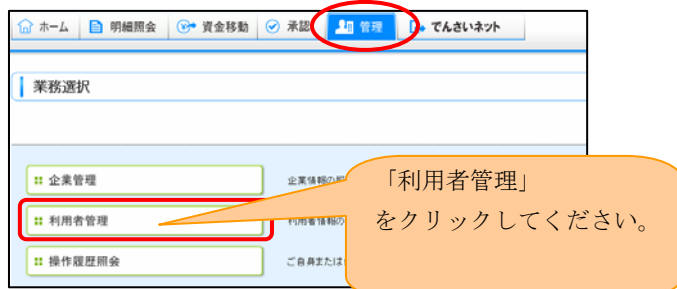 ホーム 明細照会 資金移動 承認 管理 でんさいネット
業務選択
企業管理 企業情報の
利用者管理 利用者情報の
操作履歴照会 ご自身または
「利用者管理」
をクリックしてください。